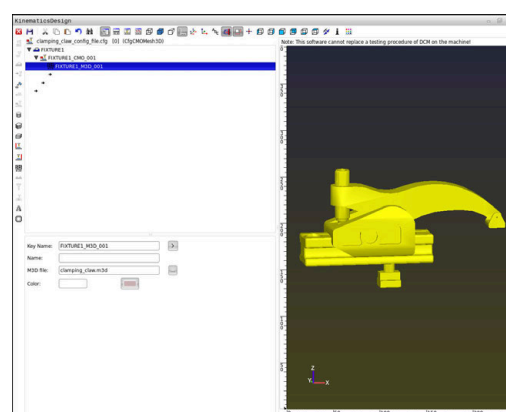 KinematicsDesign
clamping_claw_config_file.cfg [0] (CfgCMOMesh3D)
Note: This software cannot replace a testing procedure of DCM on the machine!
FIXTURE1
FIXTURE1_CMO_001
FIXTURE1_M3D_001
Key Name: FIXTURE1_M3D_001
Name:
M3D file: clamping_claw.m3d
Color:
Z
Y X